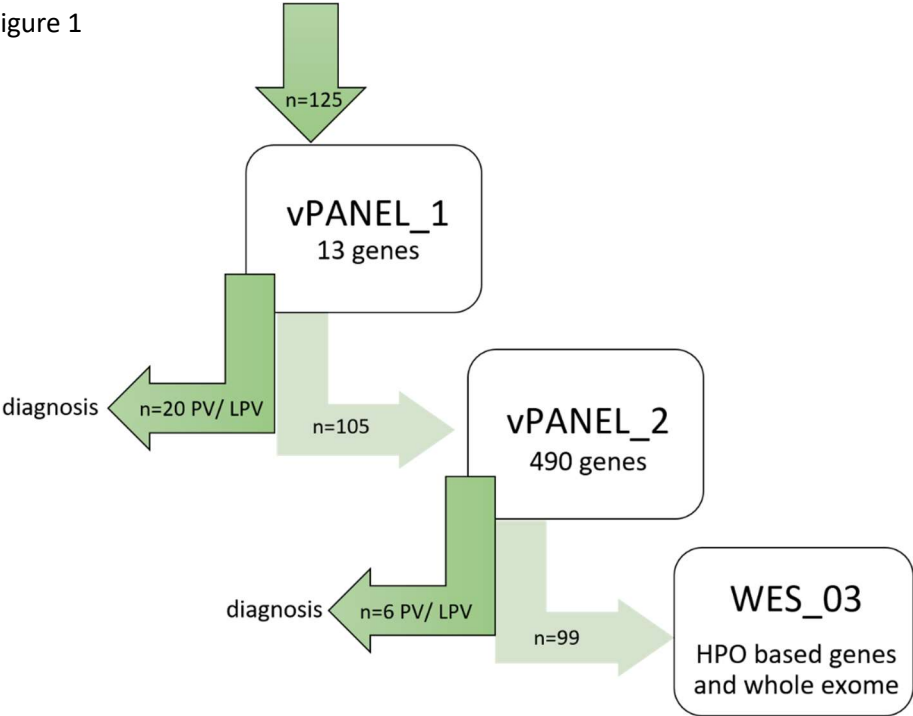 igure 1
n=125
vPANEL_1
13 genes
diagnosis
n=20 PV/ LPV
n=105
vPANEL_2
490 genes
diagnosis
n=6 PV/ LPV
n=99
WES_03
HPO based genes
and whole exome